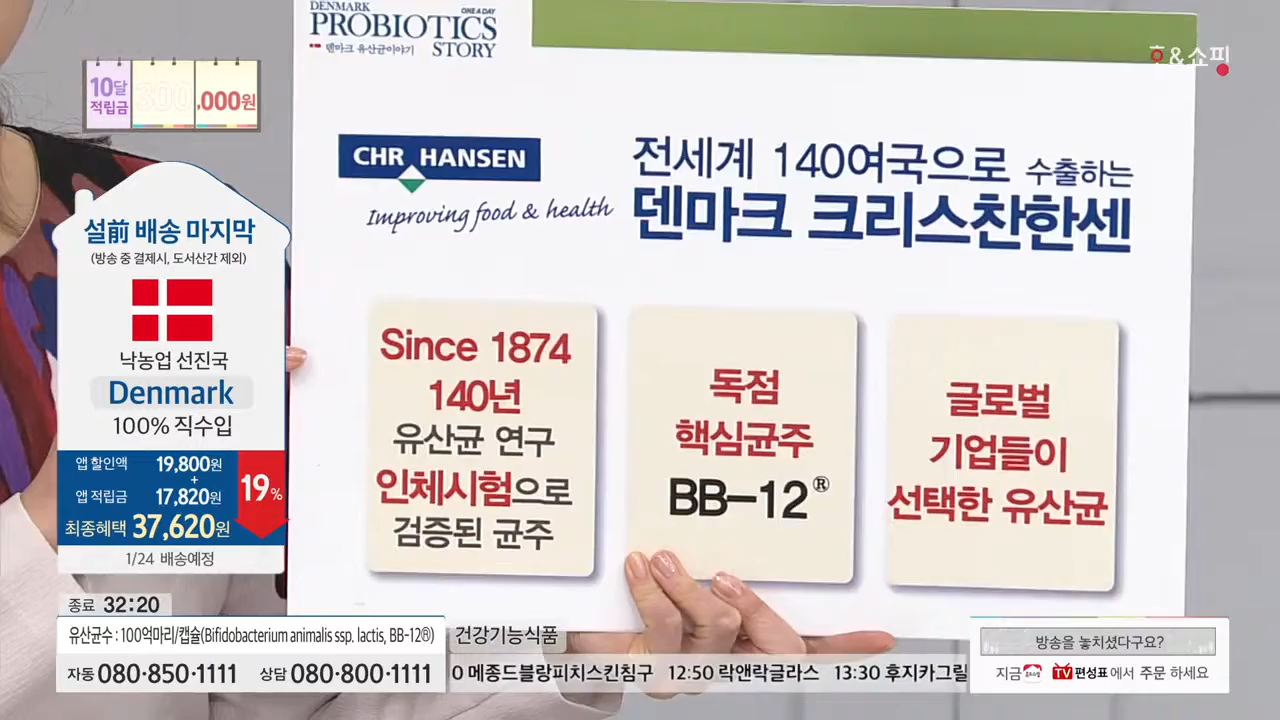 DENMARK
ONE A DAY
PROBIOTICS
STORY
덴마크 유산균이야기
홈&쇼핑
10달
적립금
300,000원
CHR HANSEN
Improving food & health
전세계 140여국으로 수출하는
덴마크 크리스찬한센
Since 1874
140년
유산균 연구
인체시험으로
검증된 균주
독점
핵심균주
BB-12®
글로벌
기업들이
선택한 유산균
설前 배송 마지막
(방송 중 결제시, 도서산간 제외)
낙농업 선진국
Denmark
100% 직수입
앱 할인액 19,800원
+
앱 적립금 17,820원
최종혜택 37,620원
19%
1/24 배송예정
종료 32:20
유산균수 : 100억마리/캡슐(Bifidobacterium animalis ssp. lactis, BB-12®)
건강기능식품
자동 080·850·1111 상담 080·800·1111
0 메종드블랑피치스킨침구 12:50 락앤락글라스 13:30 후지카그릴
방송을 놓치셨다구요?
지금 TV 편성표에서 주문 하세요